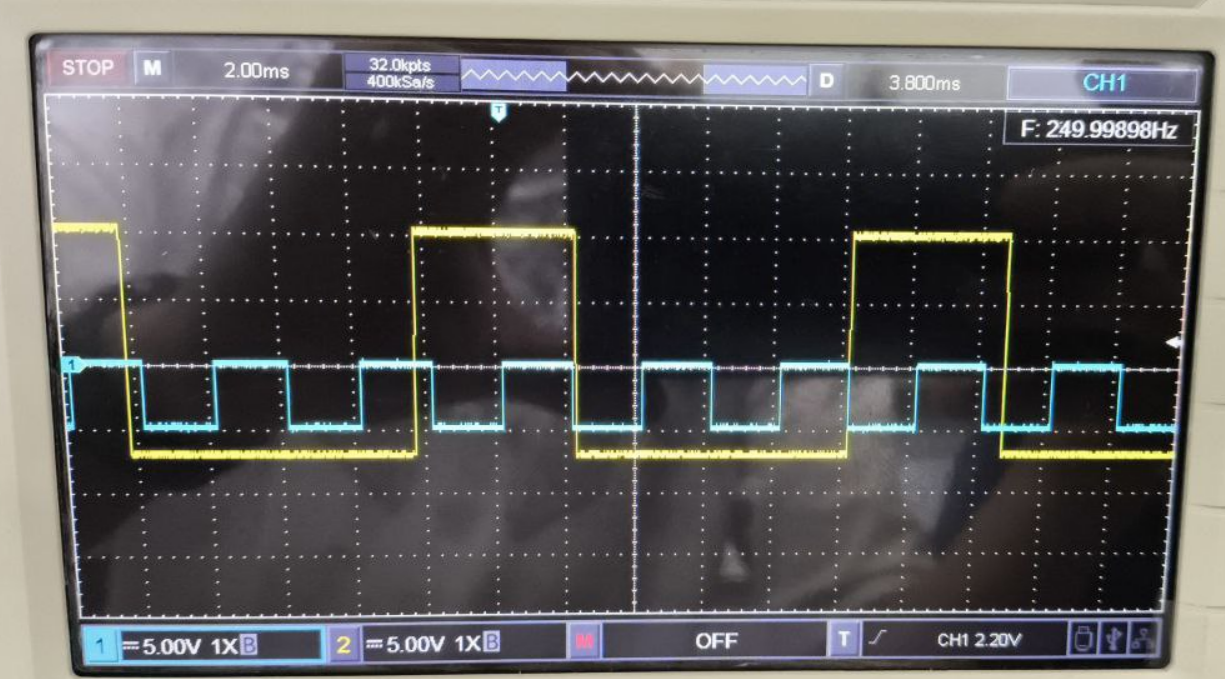 STOP M 2.00ms 32.0kpts D 3.800ms CH1
400kSa/s
T
F: 249.99898Hz
1
1 5.00V 1X B 2 5.00V 1X B M OFF T CH1 2.20V